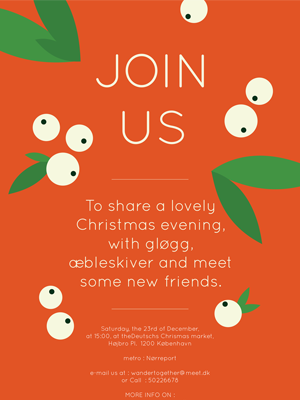 JOIN
US
To share a lovely
Christmas evening,
with gløgg,
æbleskiver and meet
some new friends.
Saturday, the 23rd of December,
at 15:00, at theDeutschs Chrismas market,
Højbro Pl. 1200 København
metro : Nørreport
e-mail us at : wandertogether@meet.dk
or Call : 50226678
MORE INFO ON :